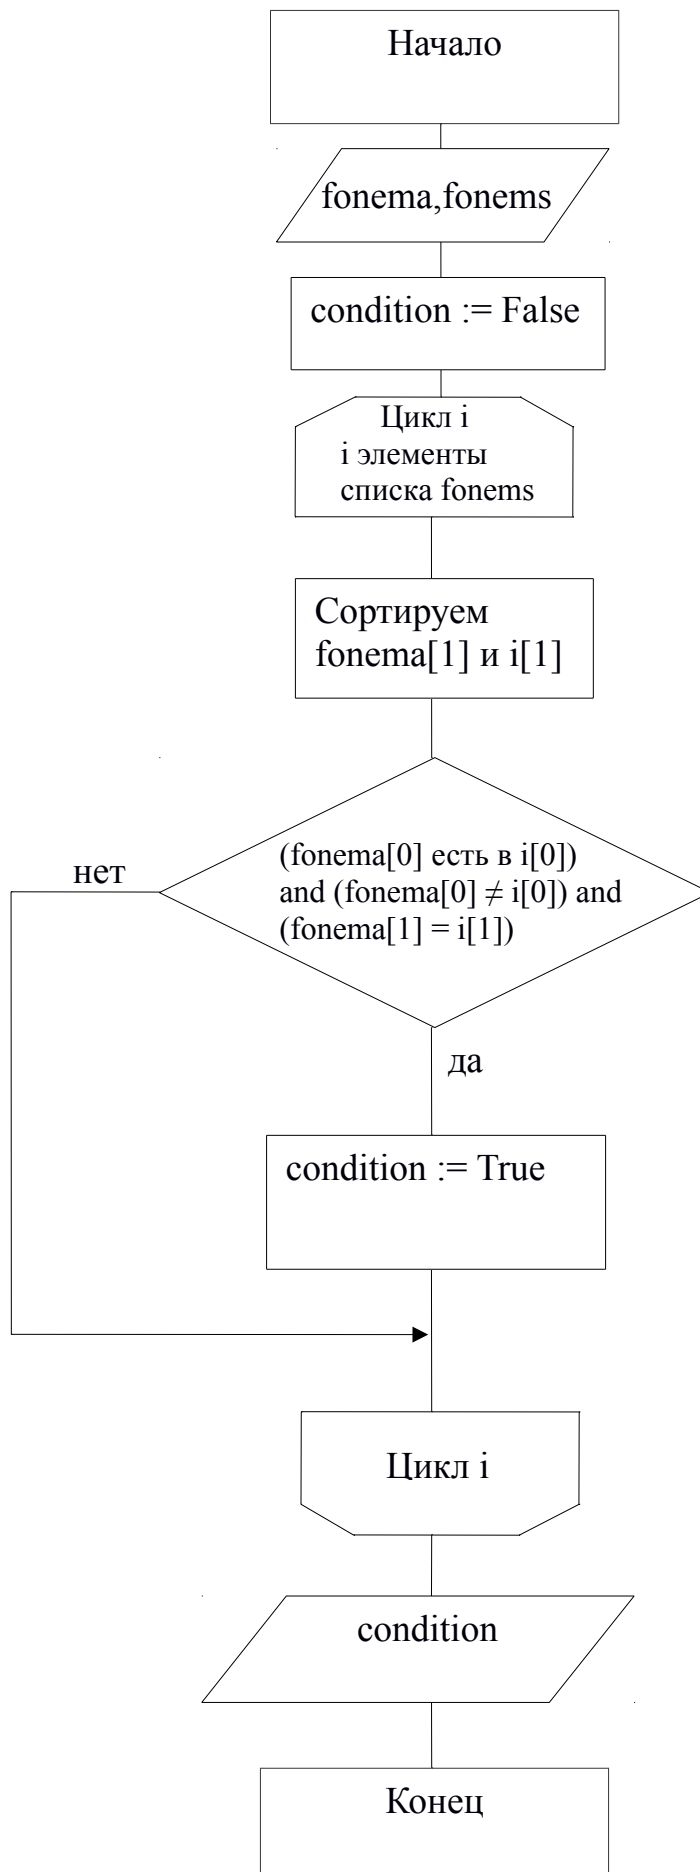 Начало
fonema,fonems
condition := False
Цикл i
i элементы
списка fonems
Сортируем
fonema[1] и i[1]
(fonema[0] есть в i[0])
and (fonema[0] ≠ i[0]) and
(fonema[1] = i[1])
нет
да
condition := True
Цикл i
condition
Конец